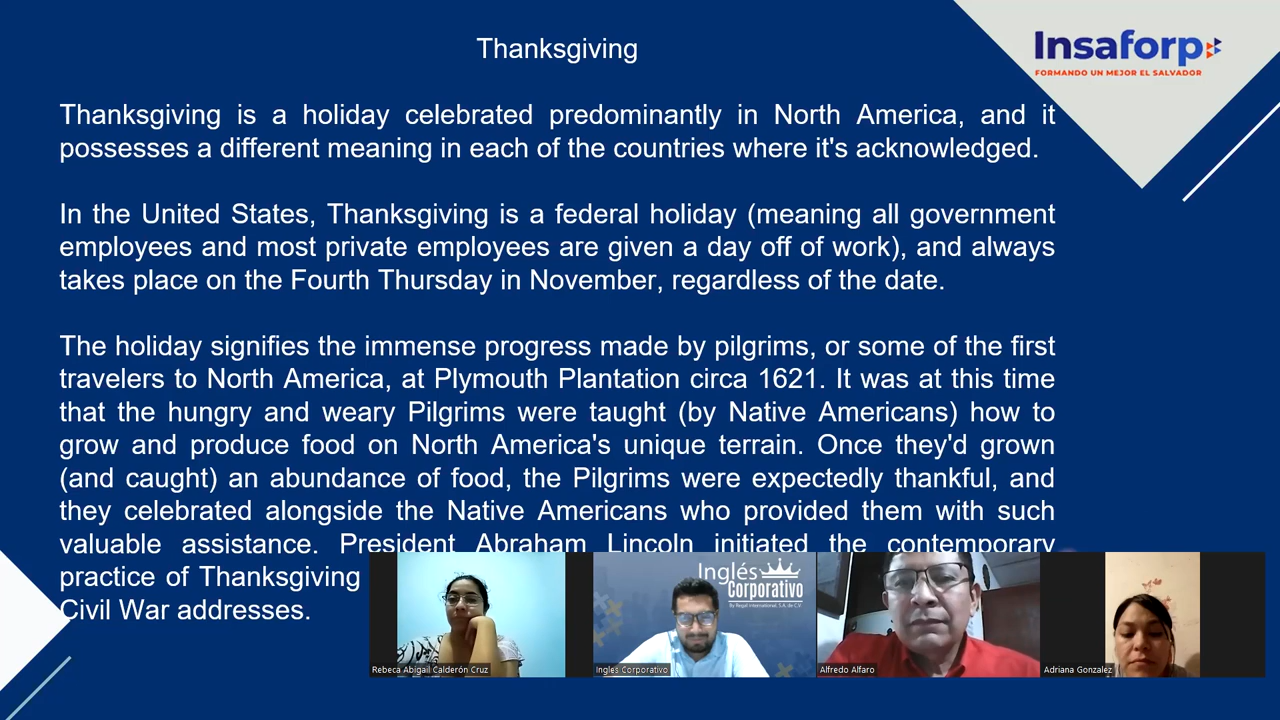 Thanksgiving
Insaforp
FORMANDO UN MEJOR EL SALVADOR
Thanksgiving is a holiday celebrated predominantly in North America, and it
possesses a different meaning in each of the countries where it's acknowledged.
In the United States, Thanksgiving is a federal holiday (meaning all government
employees and most private employees are given a day off of work), and always
takes place on the Fourth Thursday in November, regardless of the date.
The holiday signifies the immense progress made by pilgrims, or some of the first
travelers to North America, at Plymouth Plantation circa 1621. It was at this time
that the hungry and weary Pilgrims were taught (by Native Americans) how to
grow and produce food on North America's unique terrain. Once they'd grown
(and caught) an abundance of food, the Pilgrims were expectedly thankful, and
they celebrated alongside the Native Americans who provided them with such
valuable assistance. President Abraham Lincoln initiated the contemporary
practice of Thanksgiving
Civil War addresses.
Inglés
Corporativo
By Regal International, S.A. de C.V.
Rebeca Abigail Calderón Cruz
Inglés Corporativo
Alfredo Alfaro
Adriana Gonzalez